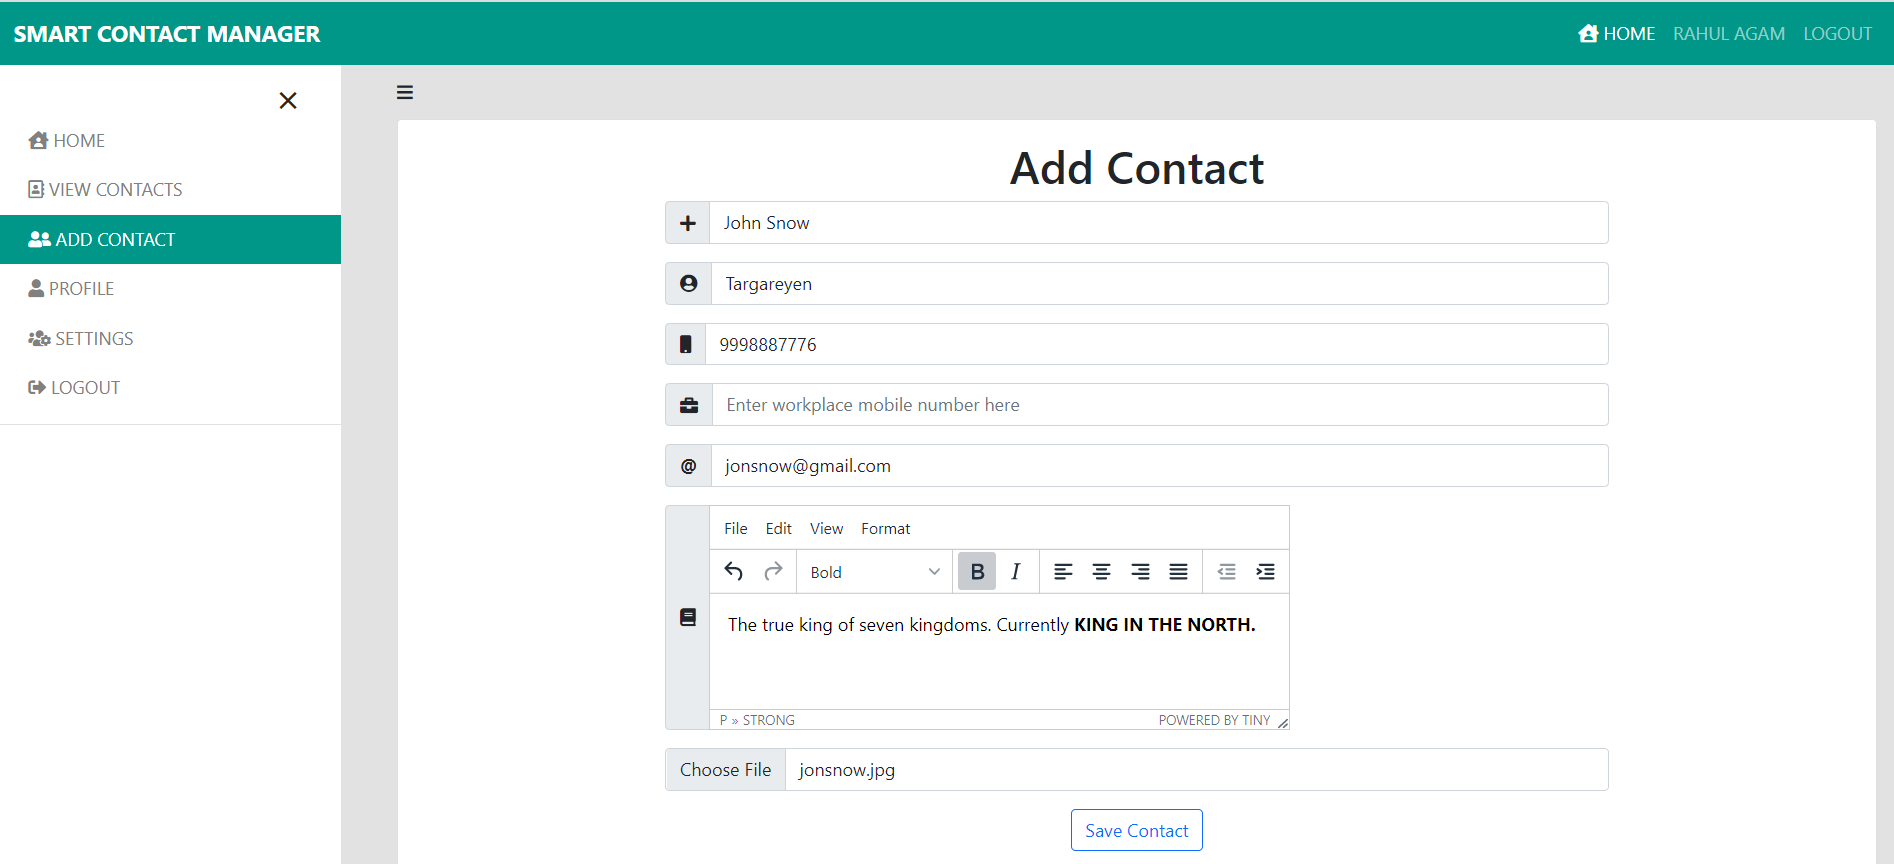 SMART CONTACT MANAGER
HOME RAHUL AGAM LOGOUT
HOME
VIEW CONTACTS
ADD CONTACT
PROFILE
SETTINGS
LOGOUT
Add Contact
John Snow
Targareyen
9998887776
Enter workplace mobile number here
@ jonsnow@gmail.com
File Edit View Format
Bold B I
The true king of seven kingdoms. Currently KING IN THE NORTH.
P » STRONG POWERED BY TINY
Choose File jonsnow.jpg
Save Contact